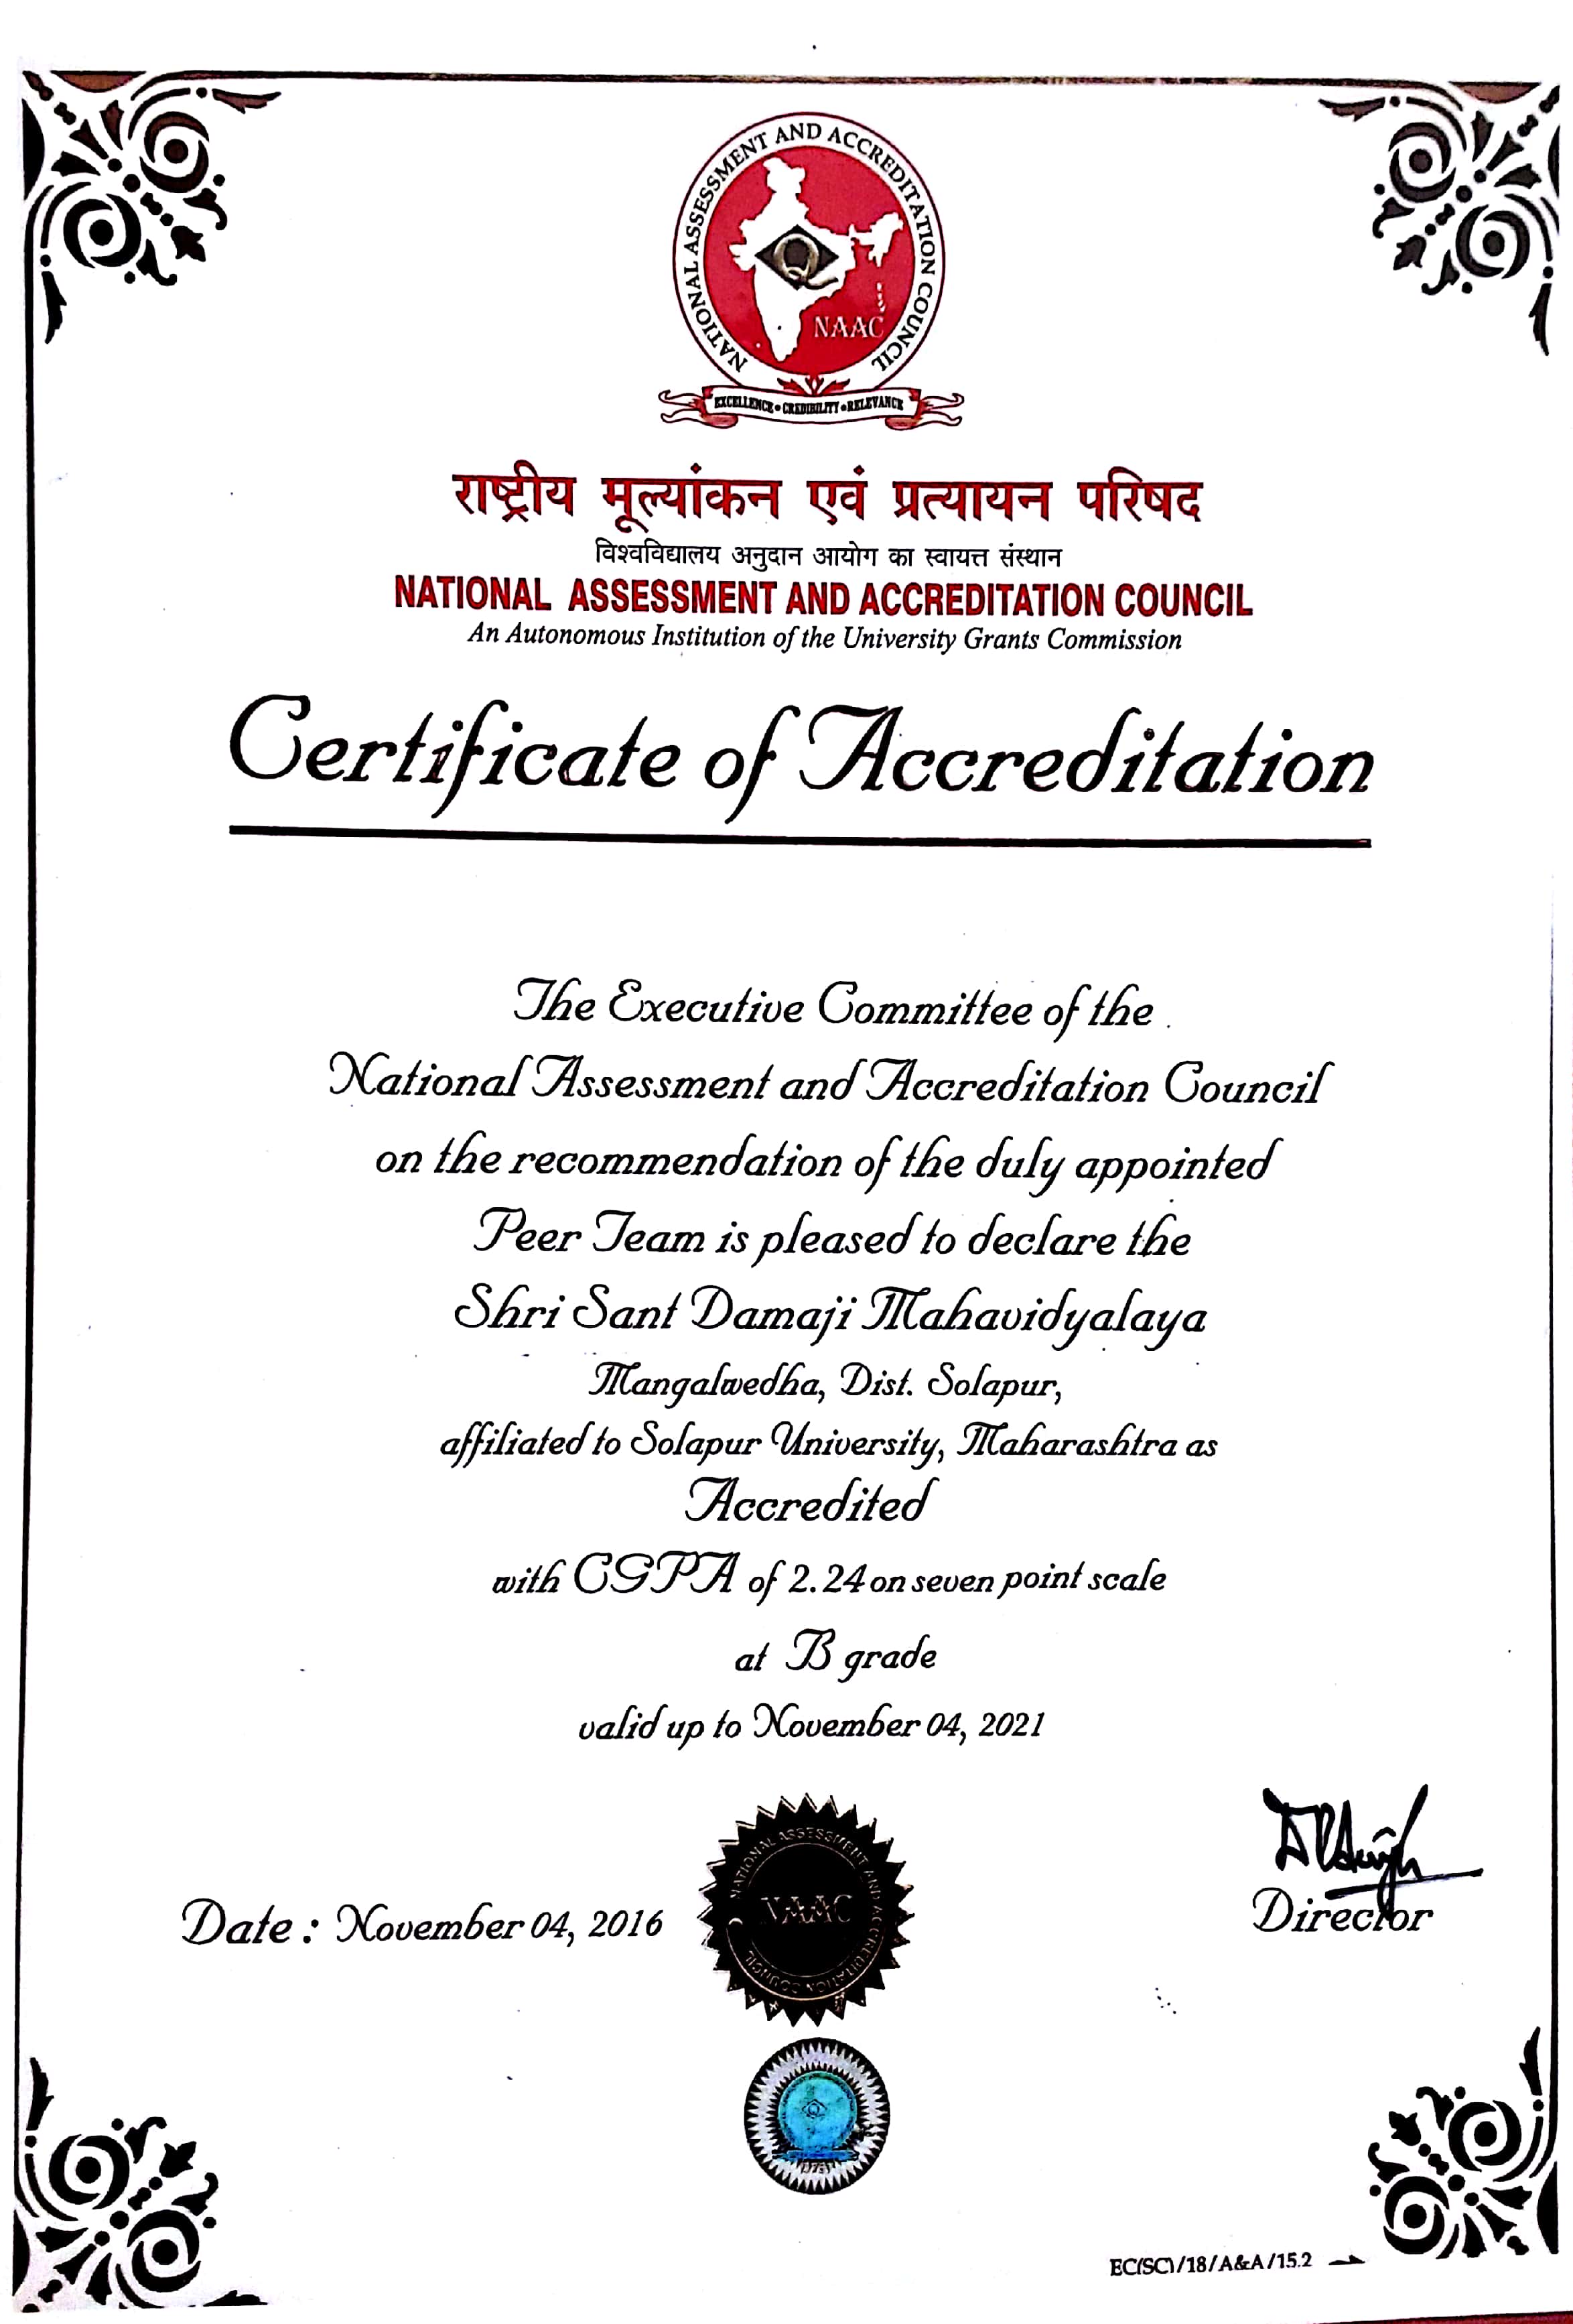 NATIONAL ASSESSMENT AND ACCREDITATION COUNCIL
Q
NAAC
EXCELLENCE • CREDIBILITY • RELEVANCE
राष्ट्रीय मूल्यांकन एवं प्रत्यायन परिषद
विश्वविद्यालय अनुदान आयोग का स्वायत्त संस्थान
NATIONAL ASSESSMENT AND ACCREDITATION COUNCIL
An Autonomous Institution of the University Grants Commission
Certificate of Accreditation
The Executive Committee of the
National Assessment and Accreditation Council
on the recommendation of the duly appointed
Peer Team is pleased to declare the
Shri Sant Damaji Mahavidyalaya
Mangalwedha, Dist. Solapur,
affiliated to Solapur University, Maharashtra as
Accredited
with CGPA of 2.24 on seven point scale
at B grade
valid up to November 04, 2021
NATIONAL ASSESSMENT AND ACCREDITATION COUNCIL
NAAC
Date : November 04, 2016
Director
EC(SC)/18/A&A/15.2